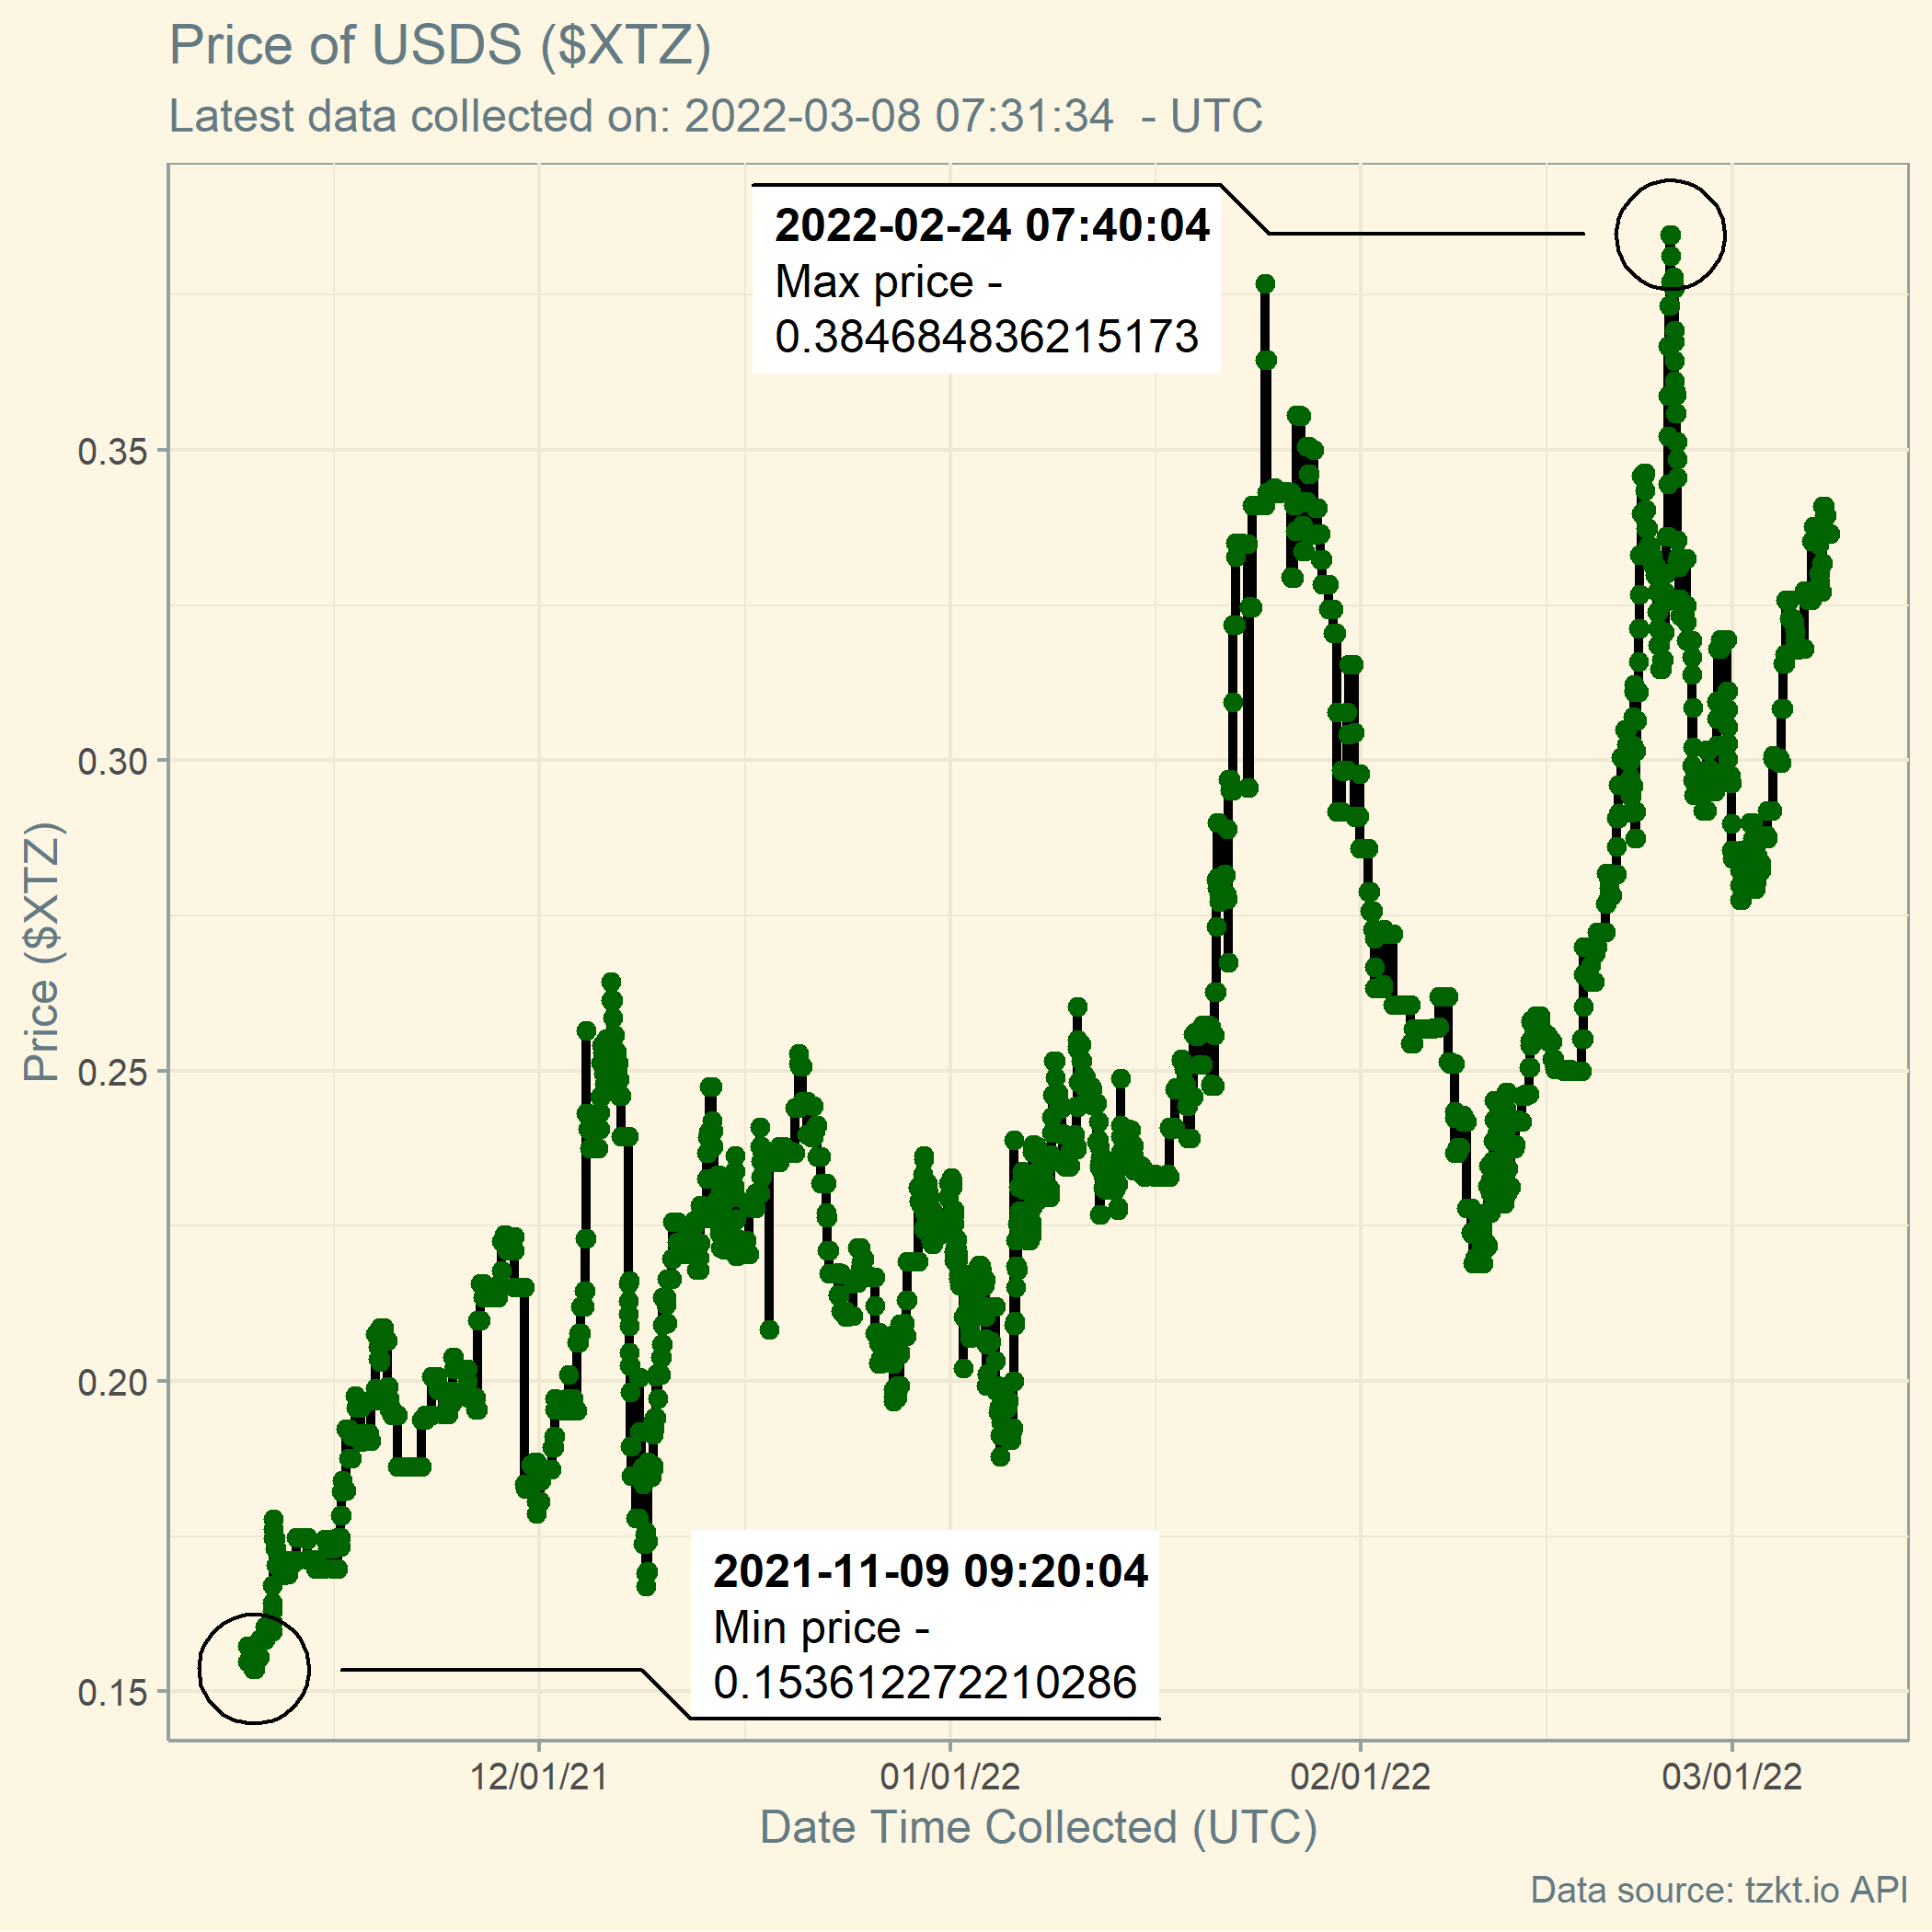 Price of USDS ($XTZ)
Latest data collected on: 2022-03-08 07:31:34  - UTC
2022-02-24 07:40:04
Max price -
0.384684836215173
0.35
0.30
0.25
0.20
0.15
Price ($XTZ)
2021-11-09 09:20:04
Min price -
0.153612272210286
12/01/21
01/01/22
02/01/22
03/01/22
Date Time Collected (UTC)
Data source: tzkt.io API